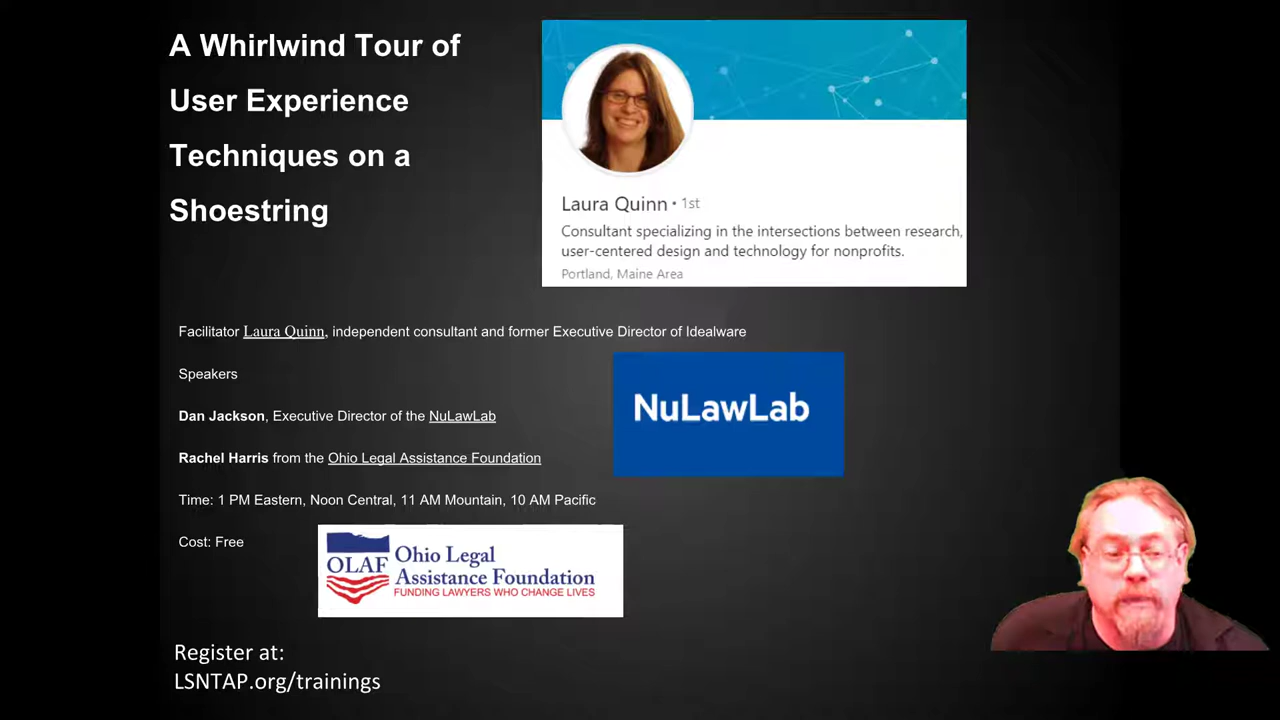 A Whirlwind Tour of
User Experience
Techniques on a
Shoestring
Laura Quinn • 1st
Consultant specializing in the intersections between research,
user-centered design and technology for nonprofits.
Portland, Maine Area
Facilitator Laura Quinn, independent consultant and former Executive Director of Idealware
Speakers
Dan Jackson, Executive Director of the NuLawLab
NuLawLab
Rachel Harris from the Ohio Legal Assistance Foundation
Time: 1 PM Eastern, Noon Central, 11 AM Mountain, 10 AM Pacific
Cost: Free
OLAF
Ohio Legal
Assistance Foundation
FUNDING LAWYERS WHO CHANGE LIVES
Register at:
LSNTAP.org/trainings